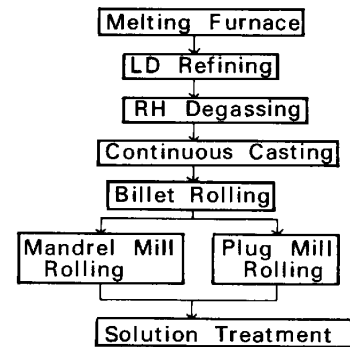 Melting Furnace
LD Refining
RH Degassing
Continuous Casting
Billet Rolling
Mandrel Mill
Rolling
Plug Mill
Rolling
Solution Treatment